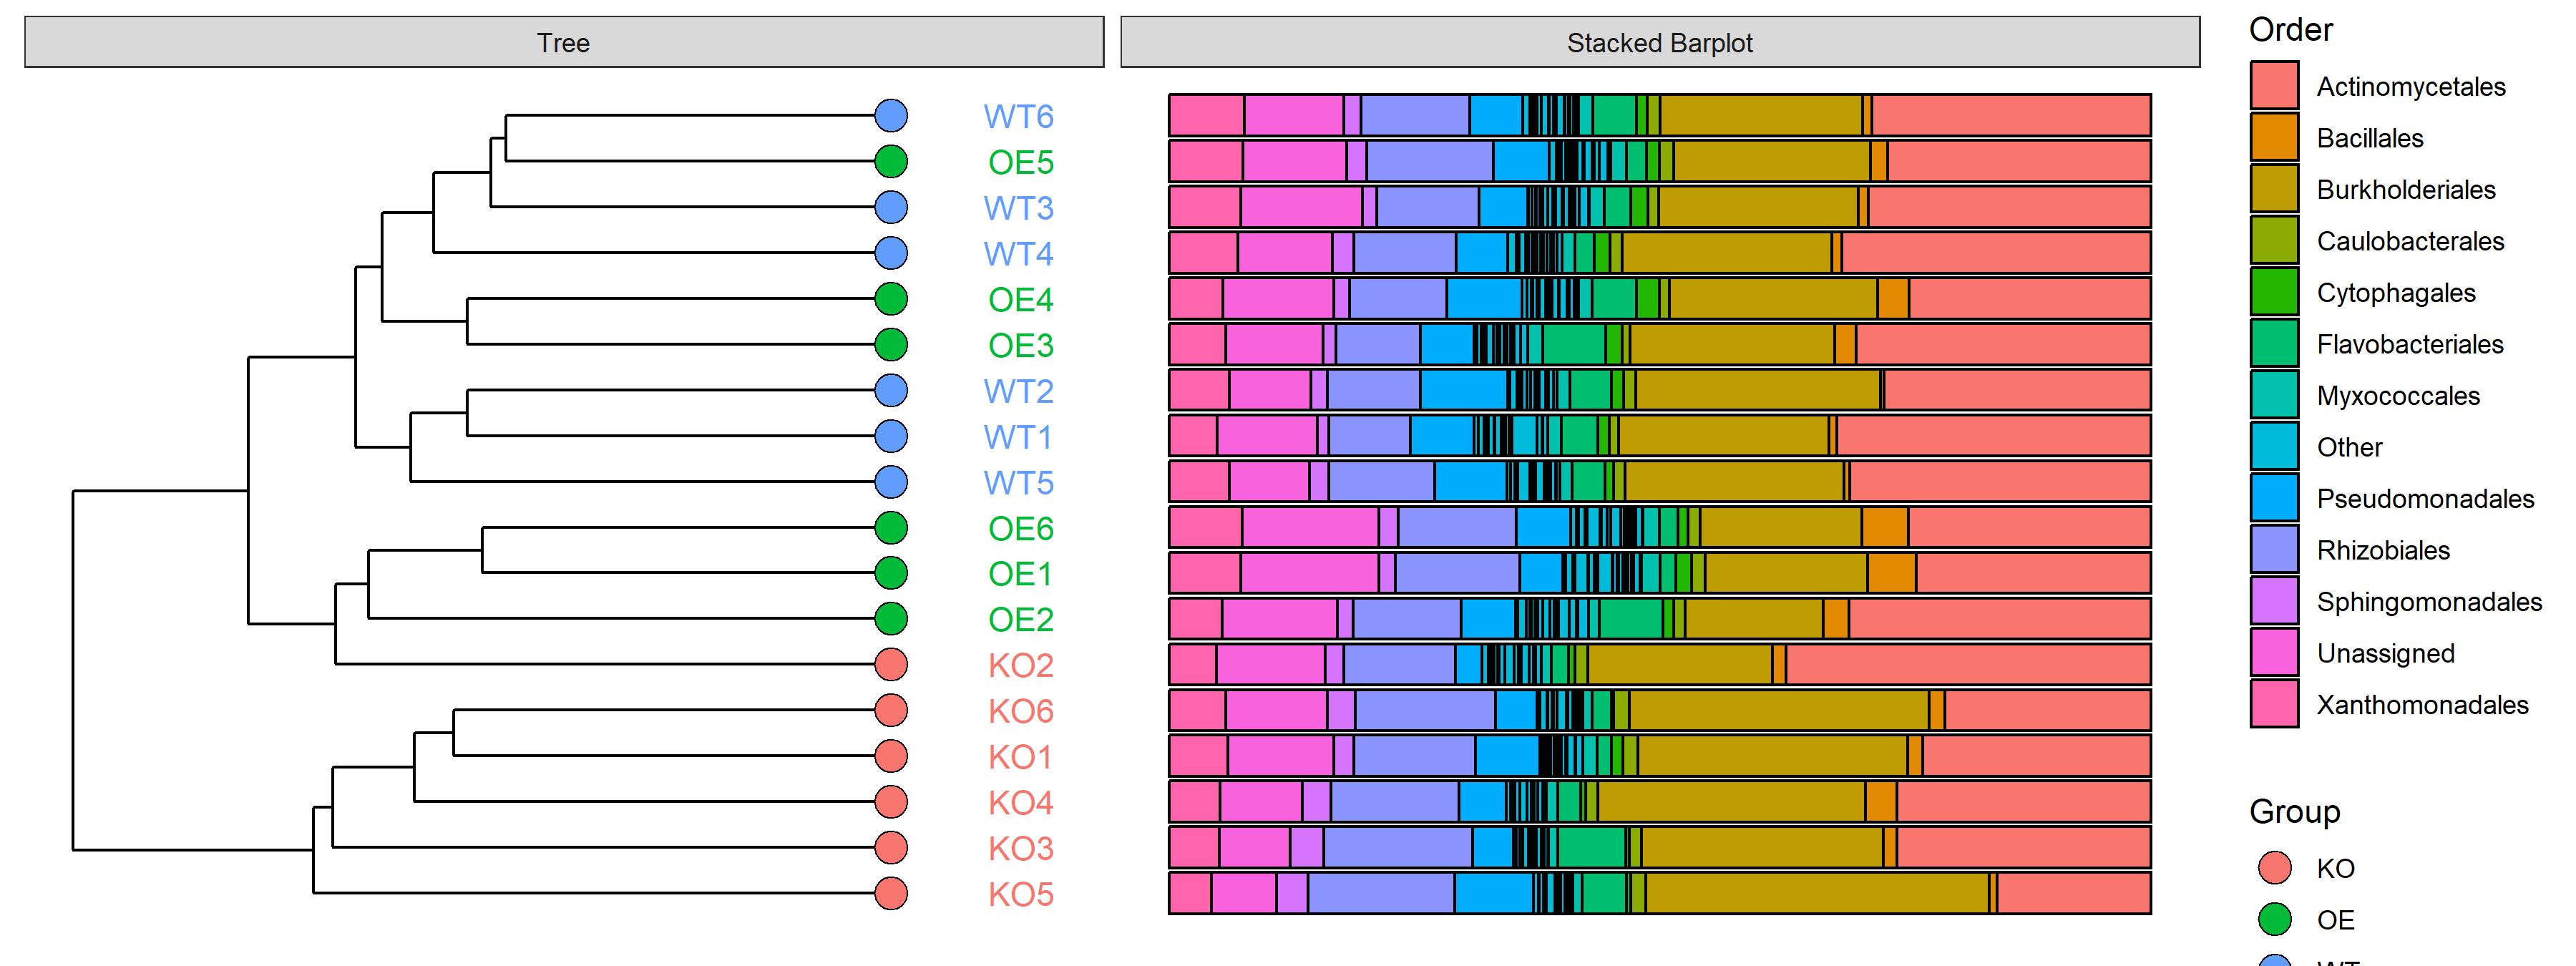 Tree
Stacked Barplot
WT6
OE5
WT3
WT4
OE4
OE3
WT2
WT1
WT5
OE6
OE1
OE2
KO2
KO6
KO1
KO4
KO3
KO5
Order
Actinomycetales
Bacillales
Burkholderiales
Caulobacterales
Cytophagales
Flavobacteriales
Myxococcales
Other
Pseudomonadales
Rhizobiales
Sphingomonadales
Unassigned
Xanthomonadales
Group
KO
OE